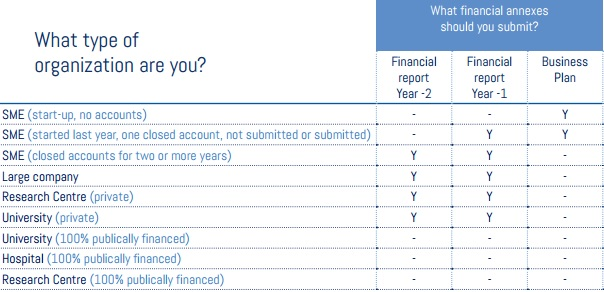 What financial annexes
should you submit?
What type of
organization are you?
Financial
report
Year -2
Financial
report
Year -1
Business
Plan
SME (start-up, no accounts) - - Y
SME (started last year, one closed account, not submitted or submitted) - Y Y
SME (closed accounts for two or more years) Y Y -
Large company Y Y -
Research Centre (private) Y Y -
University (private) Y Y -
University (100% publically financed) - - -
Hospital (100% publically financed) - - -
Research Centre (100% publically financed) - - -